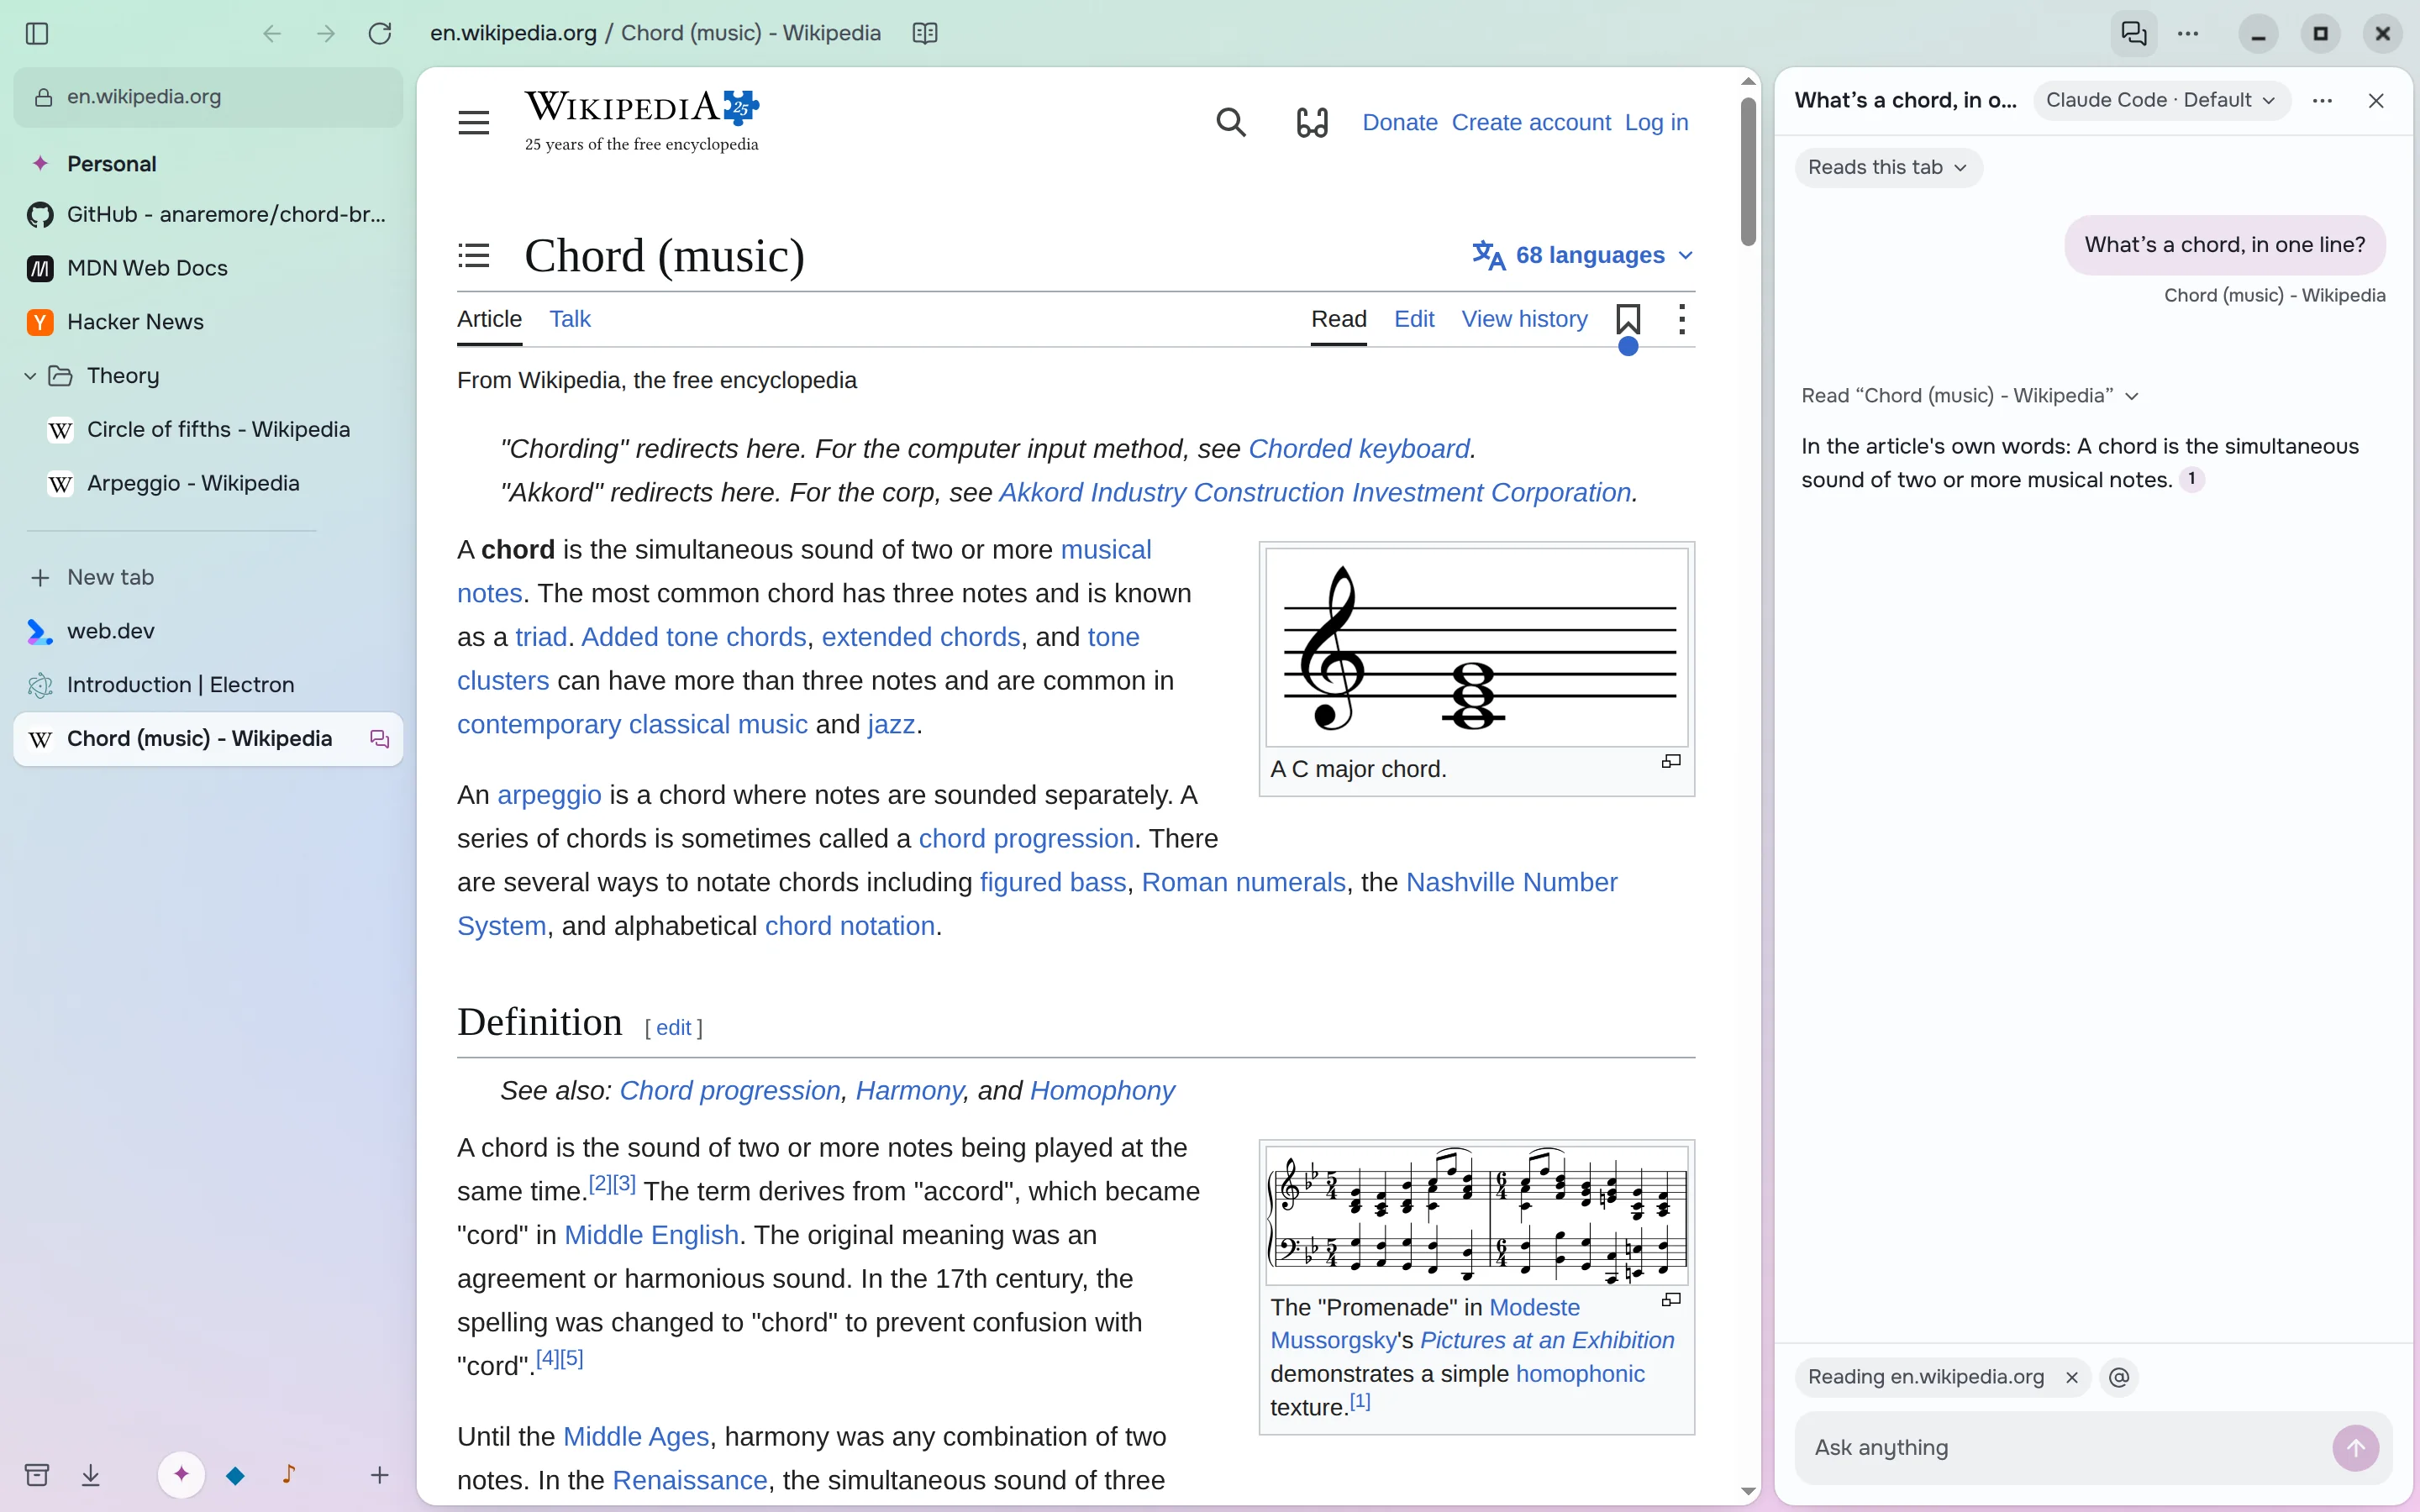 en.wikipedia.org / Chord (music) - Wikipedia
en.wikipedia.org
Personal
GitHub - anaremore/chord-br...
MDN Web Docs
Hacker News
Theory
Circle of fifths - Wikipedia
Arpeggio - Wikipedia
New tab
web.dev
Introduction | Electron
Chord (music) - Wikipedia
WIKIPEDIA 25
25 years of the free encyclopedia
Donate Create account Log in
Chord (music)
68 languages
Article Talk
Read Edit View history
From Wikipedia, the free encyclopedia
"Chording" redirects here. For the computer input method, see Chorded keyboard.
"Akkord" redirects here. For the corp, see Akkord Industry Construction Investment Corporation.
A chord is the simultaneous sound of two or more musical
notes. The most common chord has three notes and is known
as a triad. Added tone chords, extended chords, and tone
clusters can have more than three notes and are common in
contemporary classical music and jazz.
A C major chord.
An arpeggio is a chord where notes are sounded separately. A
series of chords is sometimes called a chord progression. There
are several ways to notate chords including figured bass, Roman numerals, the Nashville Number
System, and alphabetical chord notation.
Definition [ edit ]
See also: Chord progression, Harmony, and Homophony
A chord is the sound of two or more notes being played at the
same time.[2][3] The term derives from "accord", which became
"cord" in Middle English. The original meaning was an
agreement or harmonious sound. In the 17th century, the
spelling was changed to "chord" to prevent confusion with
"cord".[4][5]
The "Promenade" in Modeste
Mussorgsky's Pictures at an Exhibition
demonstrates a simple homophonic
texture.[1]
Until the Middle Ages, harmony was any combination of two
notes. In the Renaissance, the simultaneous sound of three
What's a chord, in o...
Claude Code · Default
Reads this tab
What's a chord, in one line?
Chord (music) - Wikipedia
Read “Chord (music) - Wikipedia”
In the article's own words: A chord is the simultaneous
sound of two or more musical notes. 1
Reading en.wikipedia.org
Ask anything